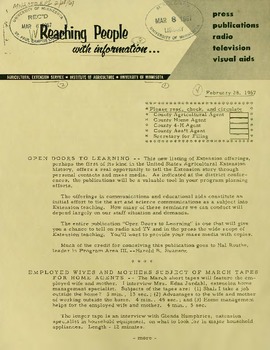 REC'D
MAR 8 1967
Reaching People
with information...
press
publications
radio
television
visual aids
AGRICULTURAL EXTENSION SERVICE • INSTITUTE OF AGRICULTURE • UNIVERSITY OF MINNESOTA
February 28, 1967
Please read, check, and circulate
County Agricultural Agent
County Home Agent
County 4-H Agent
County Ass't Agent
Secretary for Filing
OPEN DOORS TO LEARNING -- This new listing of Extension offerings,
perhaps the first of its kind in the United States Agricultural Extension
history, offers a real opportunity to tell the Extension story through
personal contacts and mass media. As indicated at the district conferences,
the publication will be a valuable tool in your program planning
efforts.
The offerings in communications and educational aids constitute an
initial effort to tie the art and science communications as a subject into
Extension teaching. How many of these seminars we can conduct will
depend largely on our staff situation and demands.
The entire publication "Open Doors to Learning" is one that will give
you a chance to tell on radio and TV and in the press the wide scope of
Extension teaching. You'll want to give your mass media with copies.
Much of the credit for conceiving this publication goes to Hal Routhe,
leader to Program Area III. --Harold B. Swanson
EMPLOYED WIVES AND MOTHERS SUBJECT OF MARCH TAPES
FOR HOME AGENTS -- The March short tapes will feature the employed
wife and mother. I interview Mrs. Edna Jordahl, extension home
management specialist. Subjects of the tapes are: (1) Shall I take a job
outside the home? 2 min., 15 sec. (2) Advantages to the wife and mother
of working outside the home. 4 min., 45 sec., and (3) Home management
helps for the employed wife and mother. 4 min., 5 sec.
The longer tape is an interview with Glenda Humphries, extension
specialist in household equipment, on what to look for in major household
appliances. Length - 12 minutes.
- more -